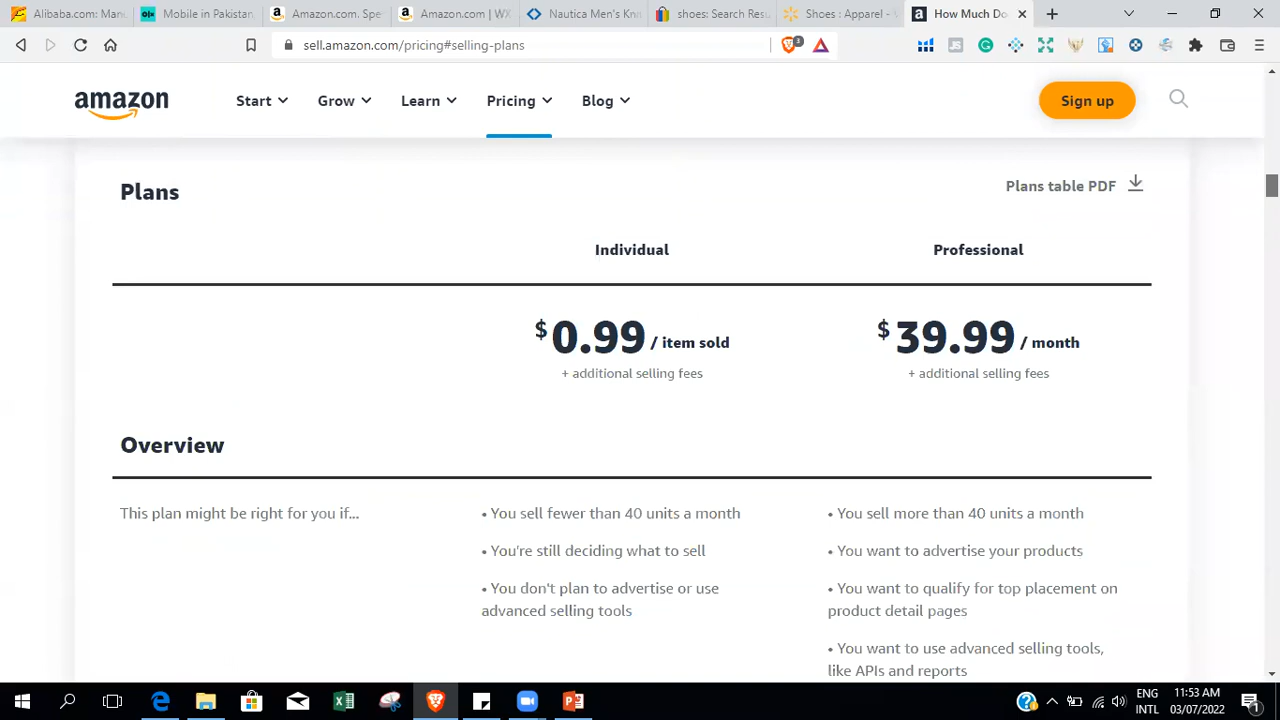 Alibaba.com: Man
Mobile in Pakistan
Amazon.com. Spe
Amazon.com | WX
Nautica Men's Kn
shoes: Search Resu
Shoes : Apparel - W
How Much Do
sell.amazon.com/pricing#selling-plans
3
amazon
Start
Grow
Learn
Pricing
Blog
Sign up
Plans
Plans table PDF
Individual
Professional
$0.99 / item sold
$39.99 / month
+ additional selling fees
+ additional selling fees
Overview
This plan might be right for you if...
• You sell fewer than 40 units a month
• You're still deciding what to sell
• You don't plan to advertise or use
advanced selling tools
• You sell more than 40 units a month
• You want to advertise your products
• You want to qualify for top placement on
product detail pages
• You want to use advanced selling tools,
like APIs and reports
ENG
INTL
11:53 AM
03/07/2022
1